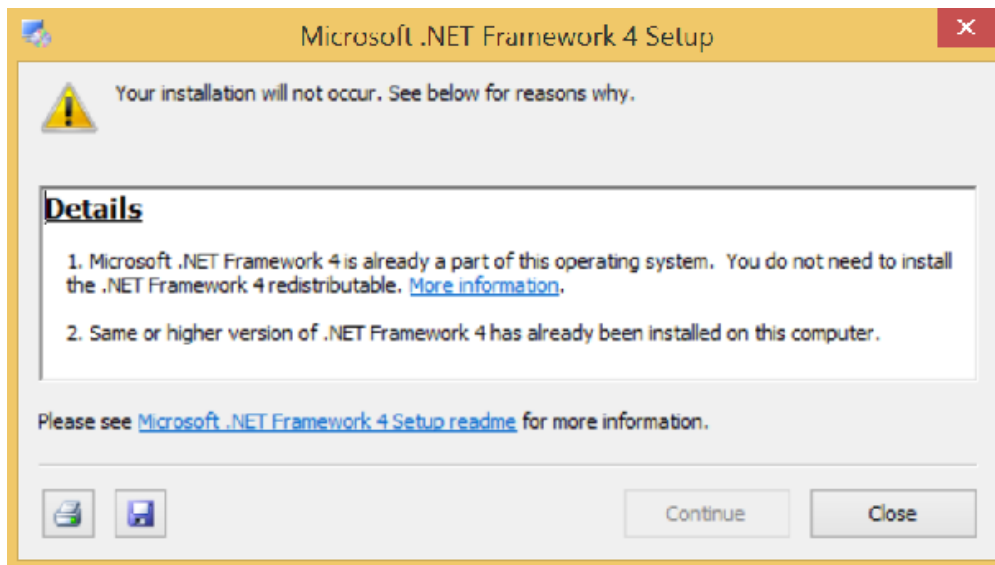 Microsoft .NET Framework 4 Setup
Your installation will not occur. See below for reasons why.
Details
1. Microsoft .NET Framework 4 is already a part of this operating system. You do not need to install
the .NET Framework 4 redistributable. More information.
2. Same or higher version of .NET Framework 4 has already been installed on this computer.
Please see Microsoft .NET Framework 4 Setup readme for more information.
Continue
Close